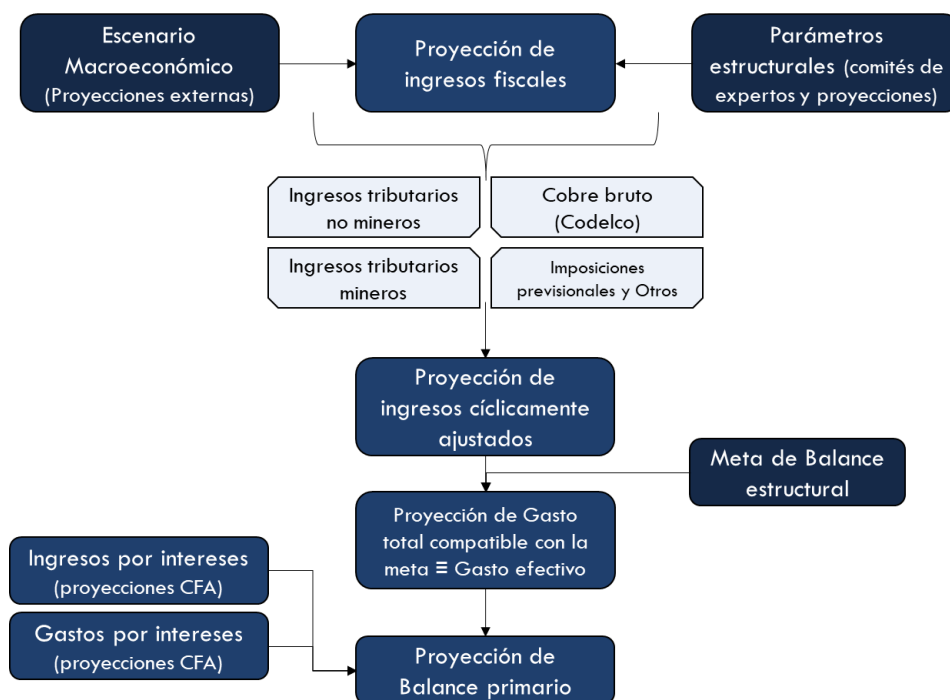 Escenario
Macroeconómico
(Proyecciones externas)
Proyección de
ingresos fiscales
Parámetros
estructurales (comités de
expertos y proyecciones)
Ingresos tributarios
no mineros
Cobre bruto
(Codelco)
Ingresos tributarios
mineros
Imposiciones
previsionales y Otros
Proyección de
ingresos cíclicamente
ajustados
Meta de Balance
estructural
Proyección de Gasto
total compatible con la
meta ≡ Gasto efectivo
Ingresos por intereses
(proyecciones CFA)
Gastos por intereses
(proyecciones CFA)
Proyección de
Balance primario